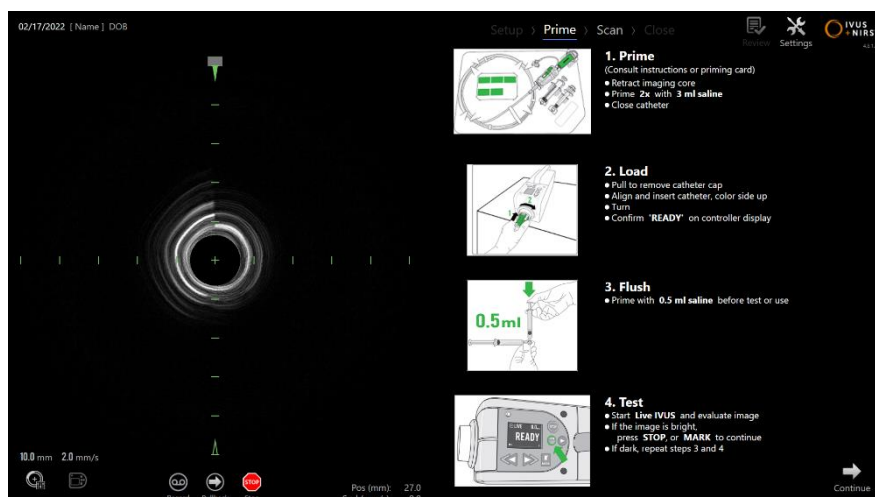 02/17/2022 [ Name ] DOB
Setup > Prime > Scan > Close
Review
Settings
IVUS
+NIRS
1. Prime
(Consult instructions or priming card)
• Retract imaging core
• Prime 2x with 3 ml saline
• Close catheter
2. Load
• Pull to remove catheter cap
• Align and insert catheter, color side up
• Turn
• Confirm 'READY' on controller display
1
2
3. Flush
• Prime with 0.5 ml saline before test or use
0.5ml
4. Test
• Start Live IVUS and evaluate image
• If the image is bright,
press STOP, or MARK to continue
• If dark, repeat steps 3 and 4
LIVE
READY
10.0 mm 2.0 mm/s
STOP
Pos (mm): 27.0
Continue